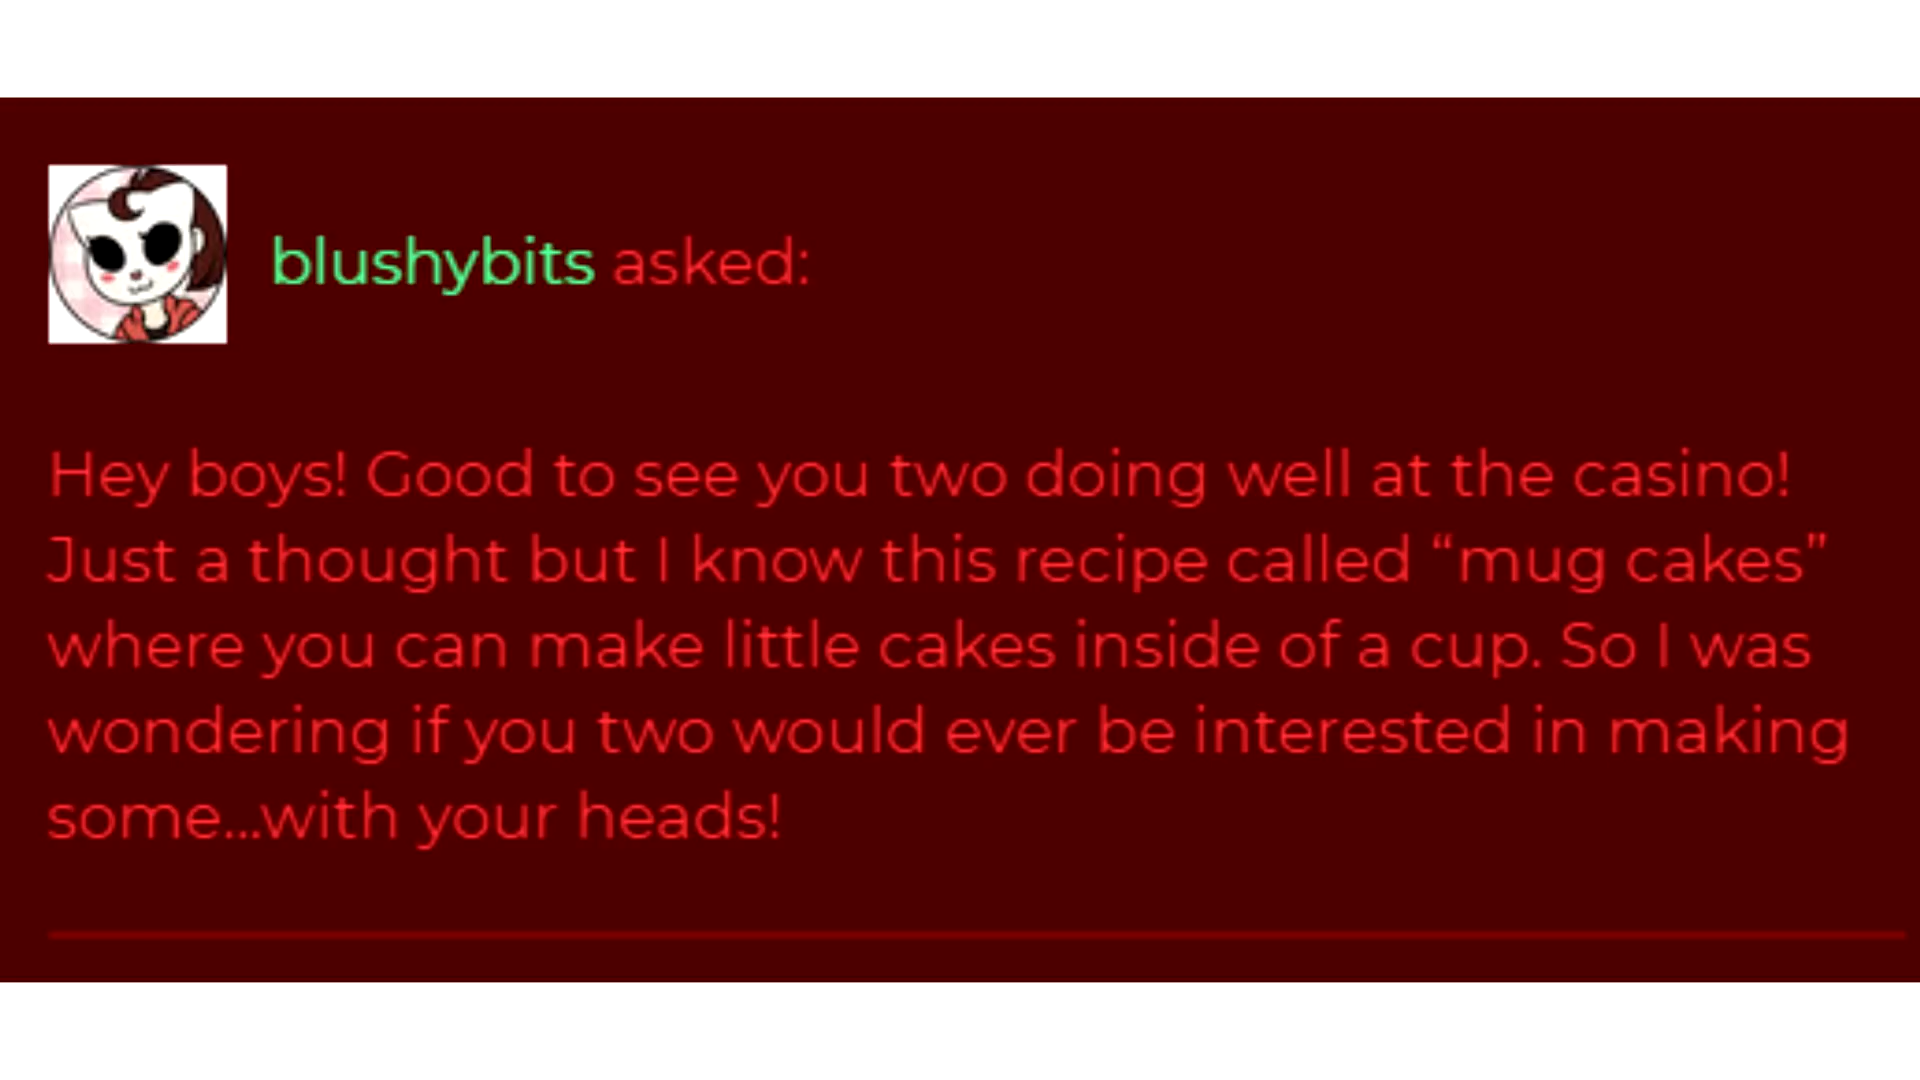 blushybits asked:
Hey boys! Good to see you two doing well at the casino!
Just a thought but I know this recipe called “mug cakes”
where you can make little cakes inside of a cup. So I was
wondering if you two would ever be interested in making
some...with your heads!